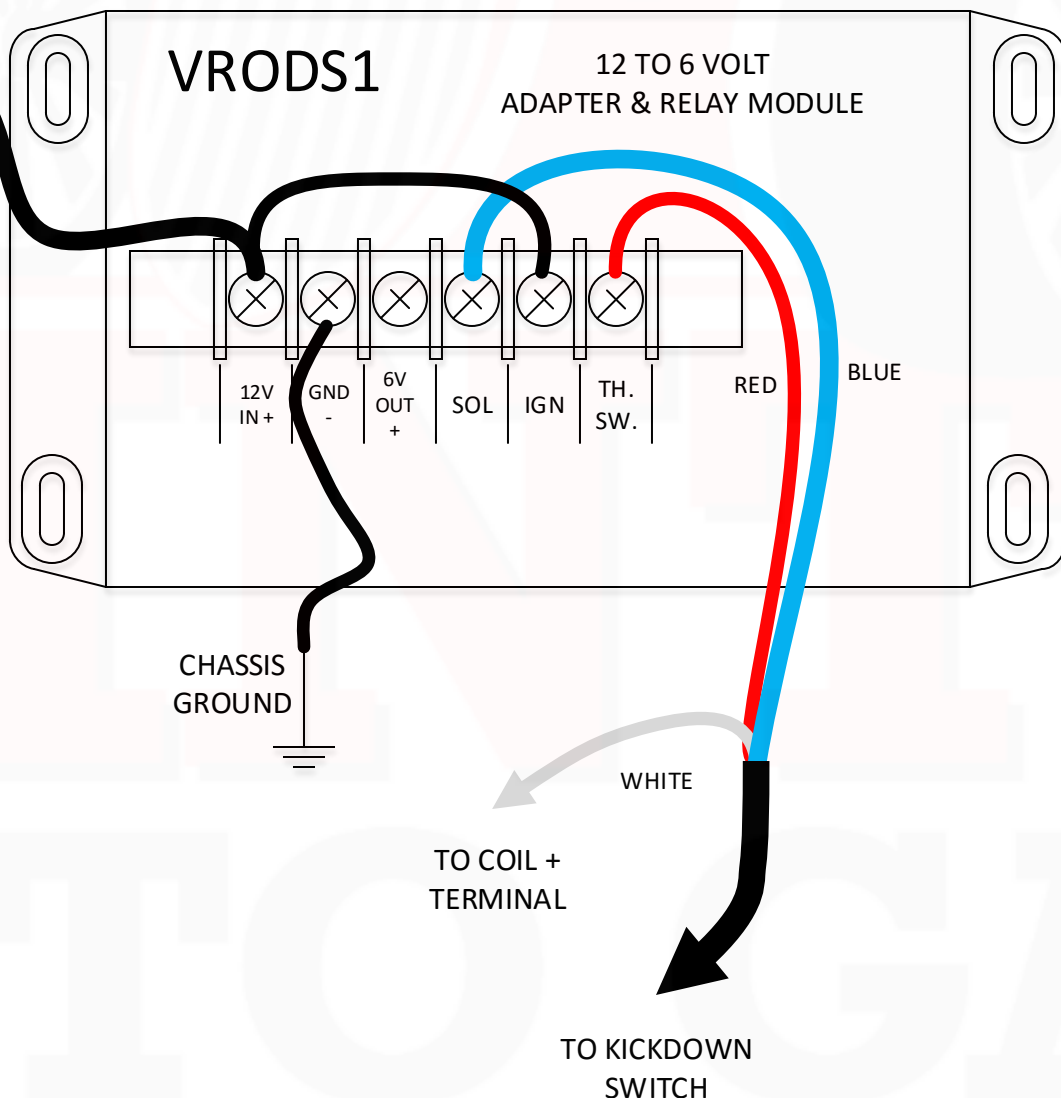 VRODS1
12 TO 6 VOLT
ADAPTER & RELAY MODULE
12V
IN +
GND
-
6V
OUT
+
SOL
IGN
TH.
SW.
RED
BLUE
CHASSIS
GROUND
WHITE
TO COIL +
TERMINAL
TO KICKDOWN
SWITCH